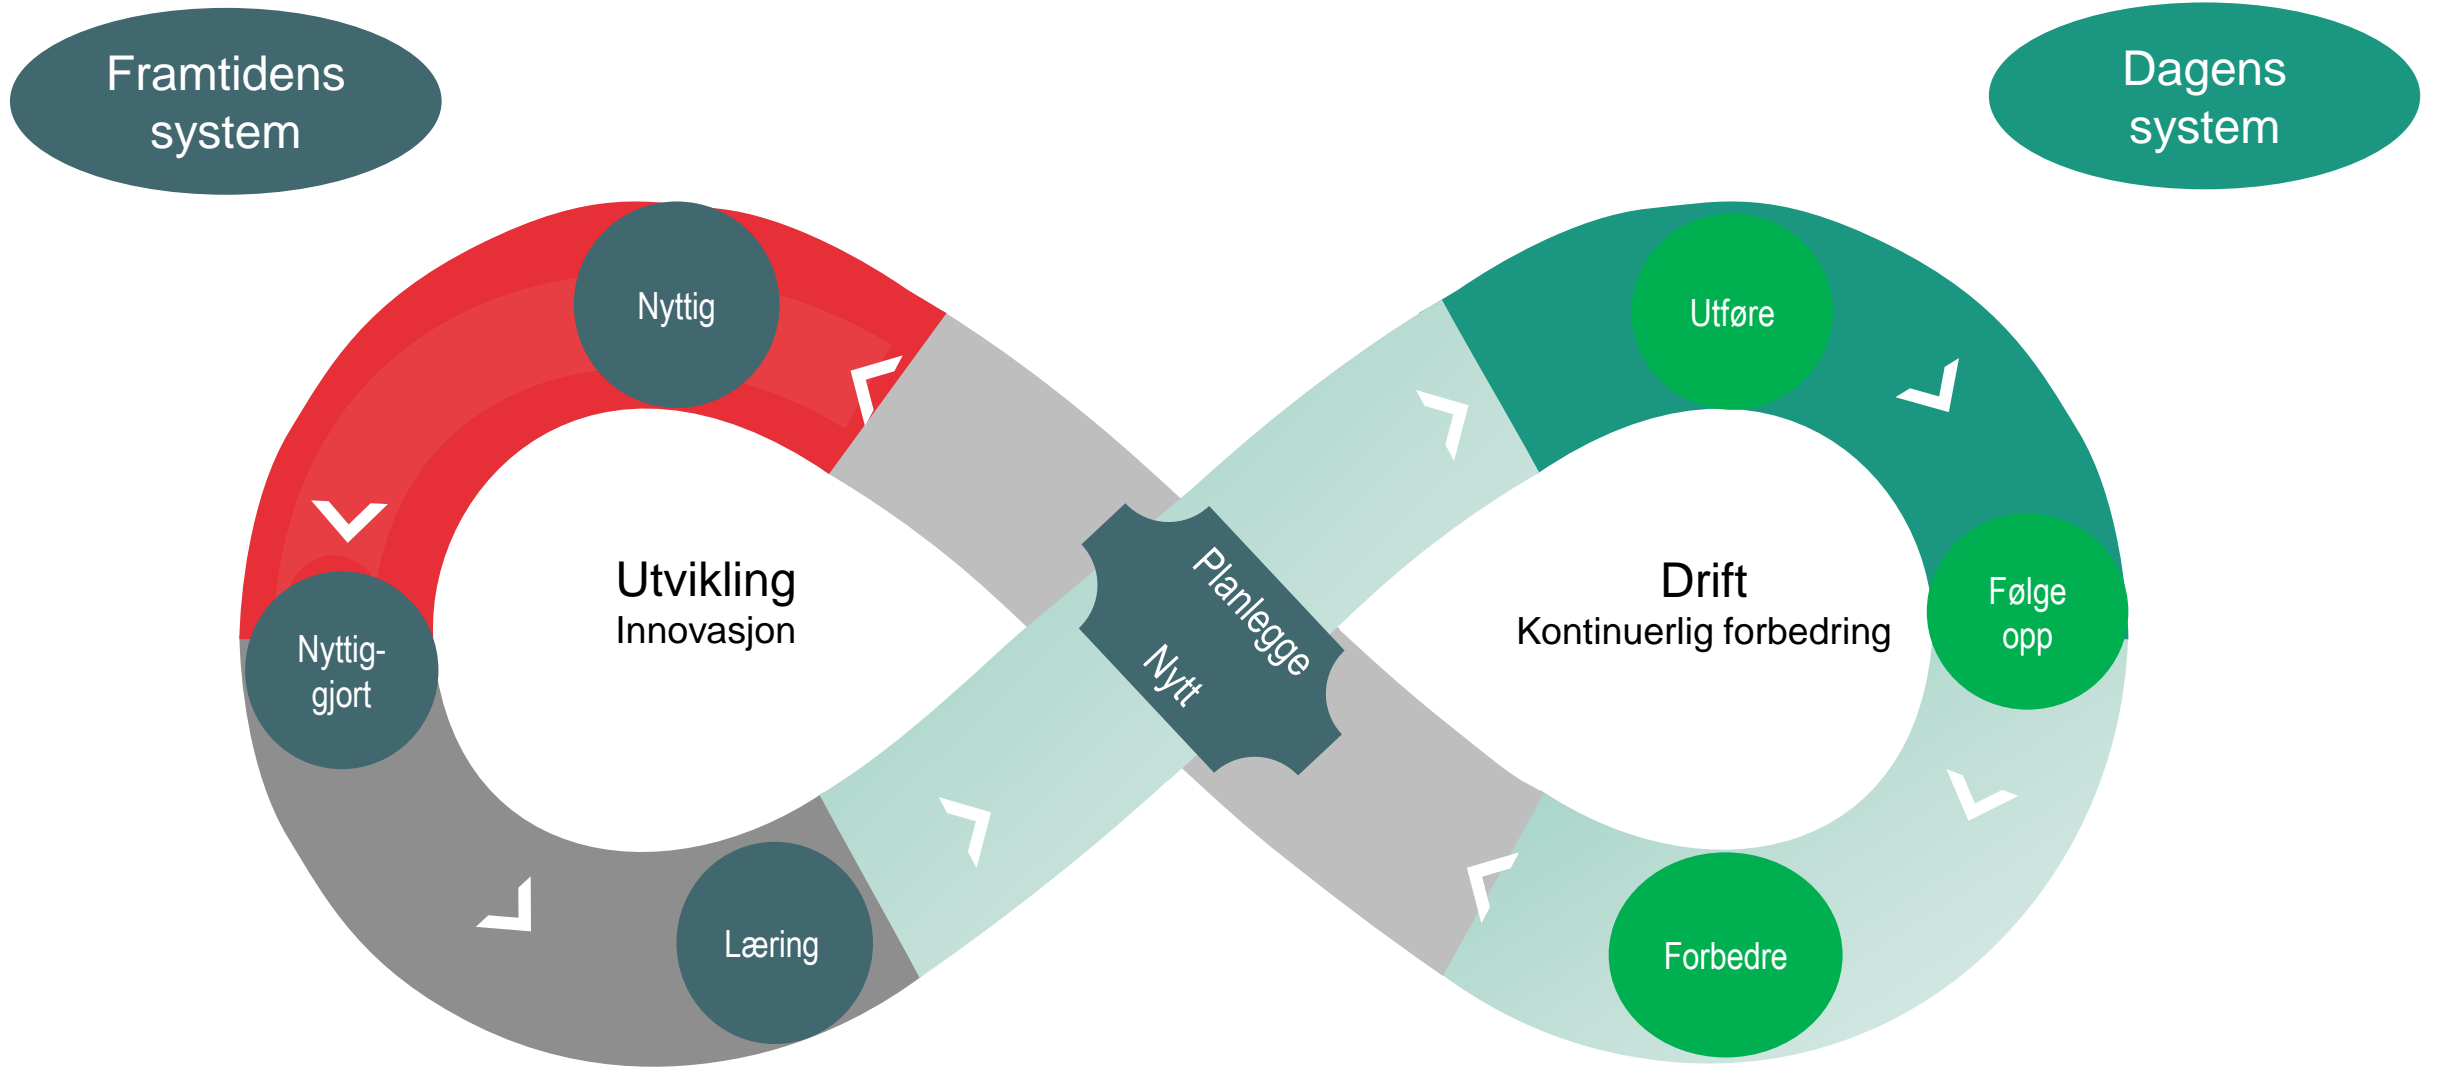 Framtidens
system
Dagens
system
Nyttig
Utføre
Utvikling
Innovasjon
Planlegge
Nytt
Drift
Kontinuerlig forbedring
Følge
opp
Nyttig-
gjort
Læring
Forbedre